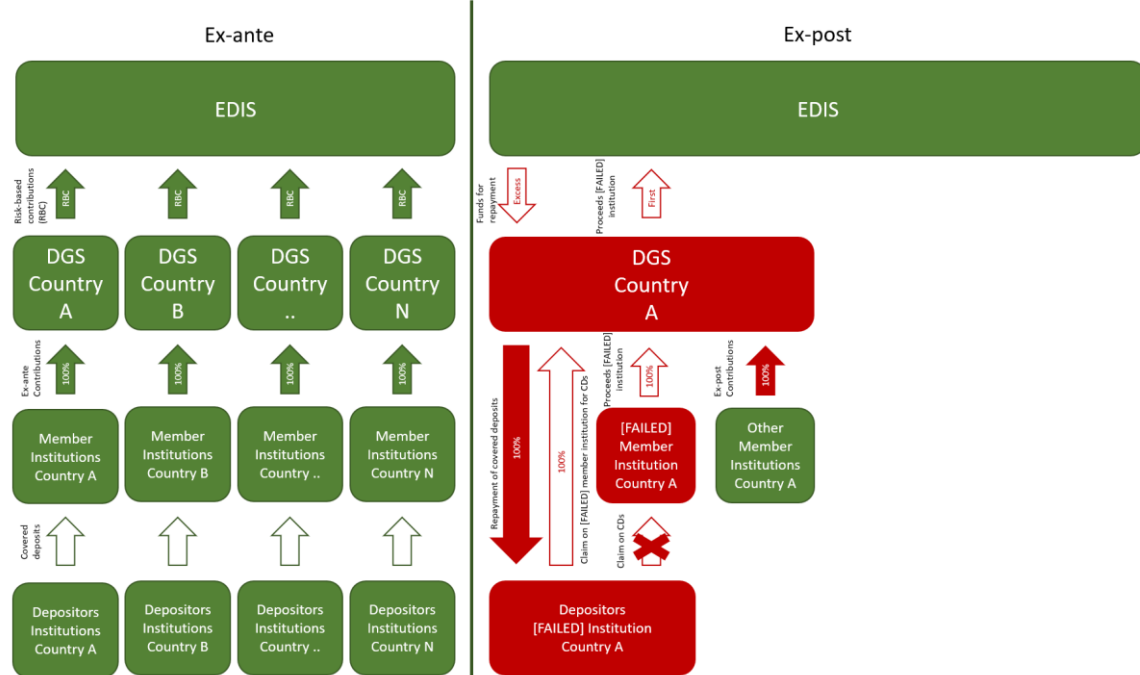 Ex-ante
Ex-post
EDIS
EDIS
Risk-based
contributions
(RBC)
RBC
RBC
RBC
RBC
Funds for
repayment
Excess
Proceeds [FAILED]
institution
First
DGS
Country
A
DGS
Country
B
DGS
Country
..
DGS
Country
N
DGS
Country
A
Ex-ante
Contributions
100%
100%
100%
100%
Repayment of covered deposits
100%
100%
Claim on [FAILED] member institution for CDs
Proceeds [FAILED]
institution
100%
Ex-post
Contributions
100%
Member
Institutions
Country A
Member
Institutions
Country B
Member
Institutions
Country ..
Member
Institutions
Country N
[FAILED]
Member
Institution
Country A
Other
Member
Institutions
Country A
Covered
deposits
Claim on CDs
Depositors
Institutions
Country A
Depositors
Institutions
Country B
Depositors
Institutions
Country ..
Depositors
Institutions
Country N
Depositors
[FAILED] Institution
Country A